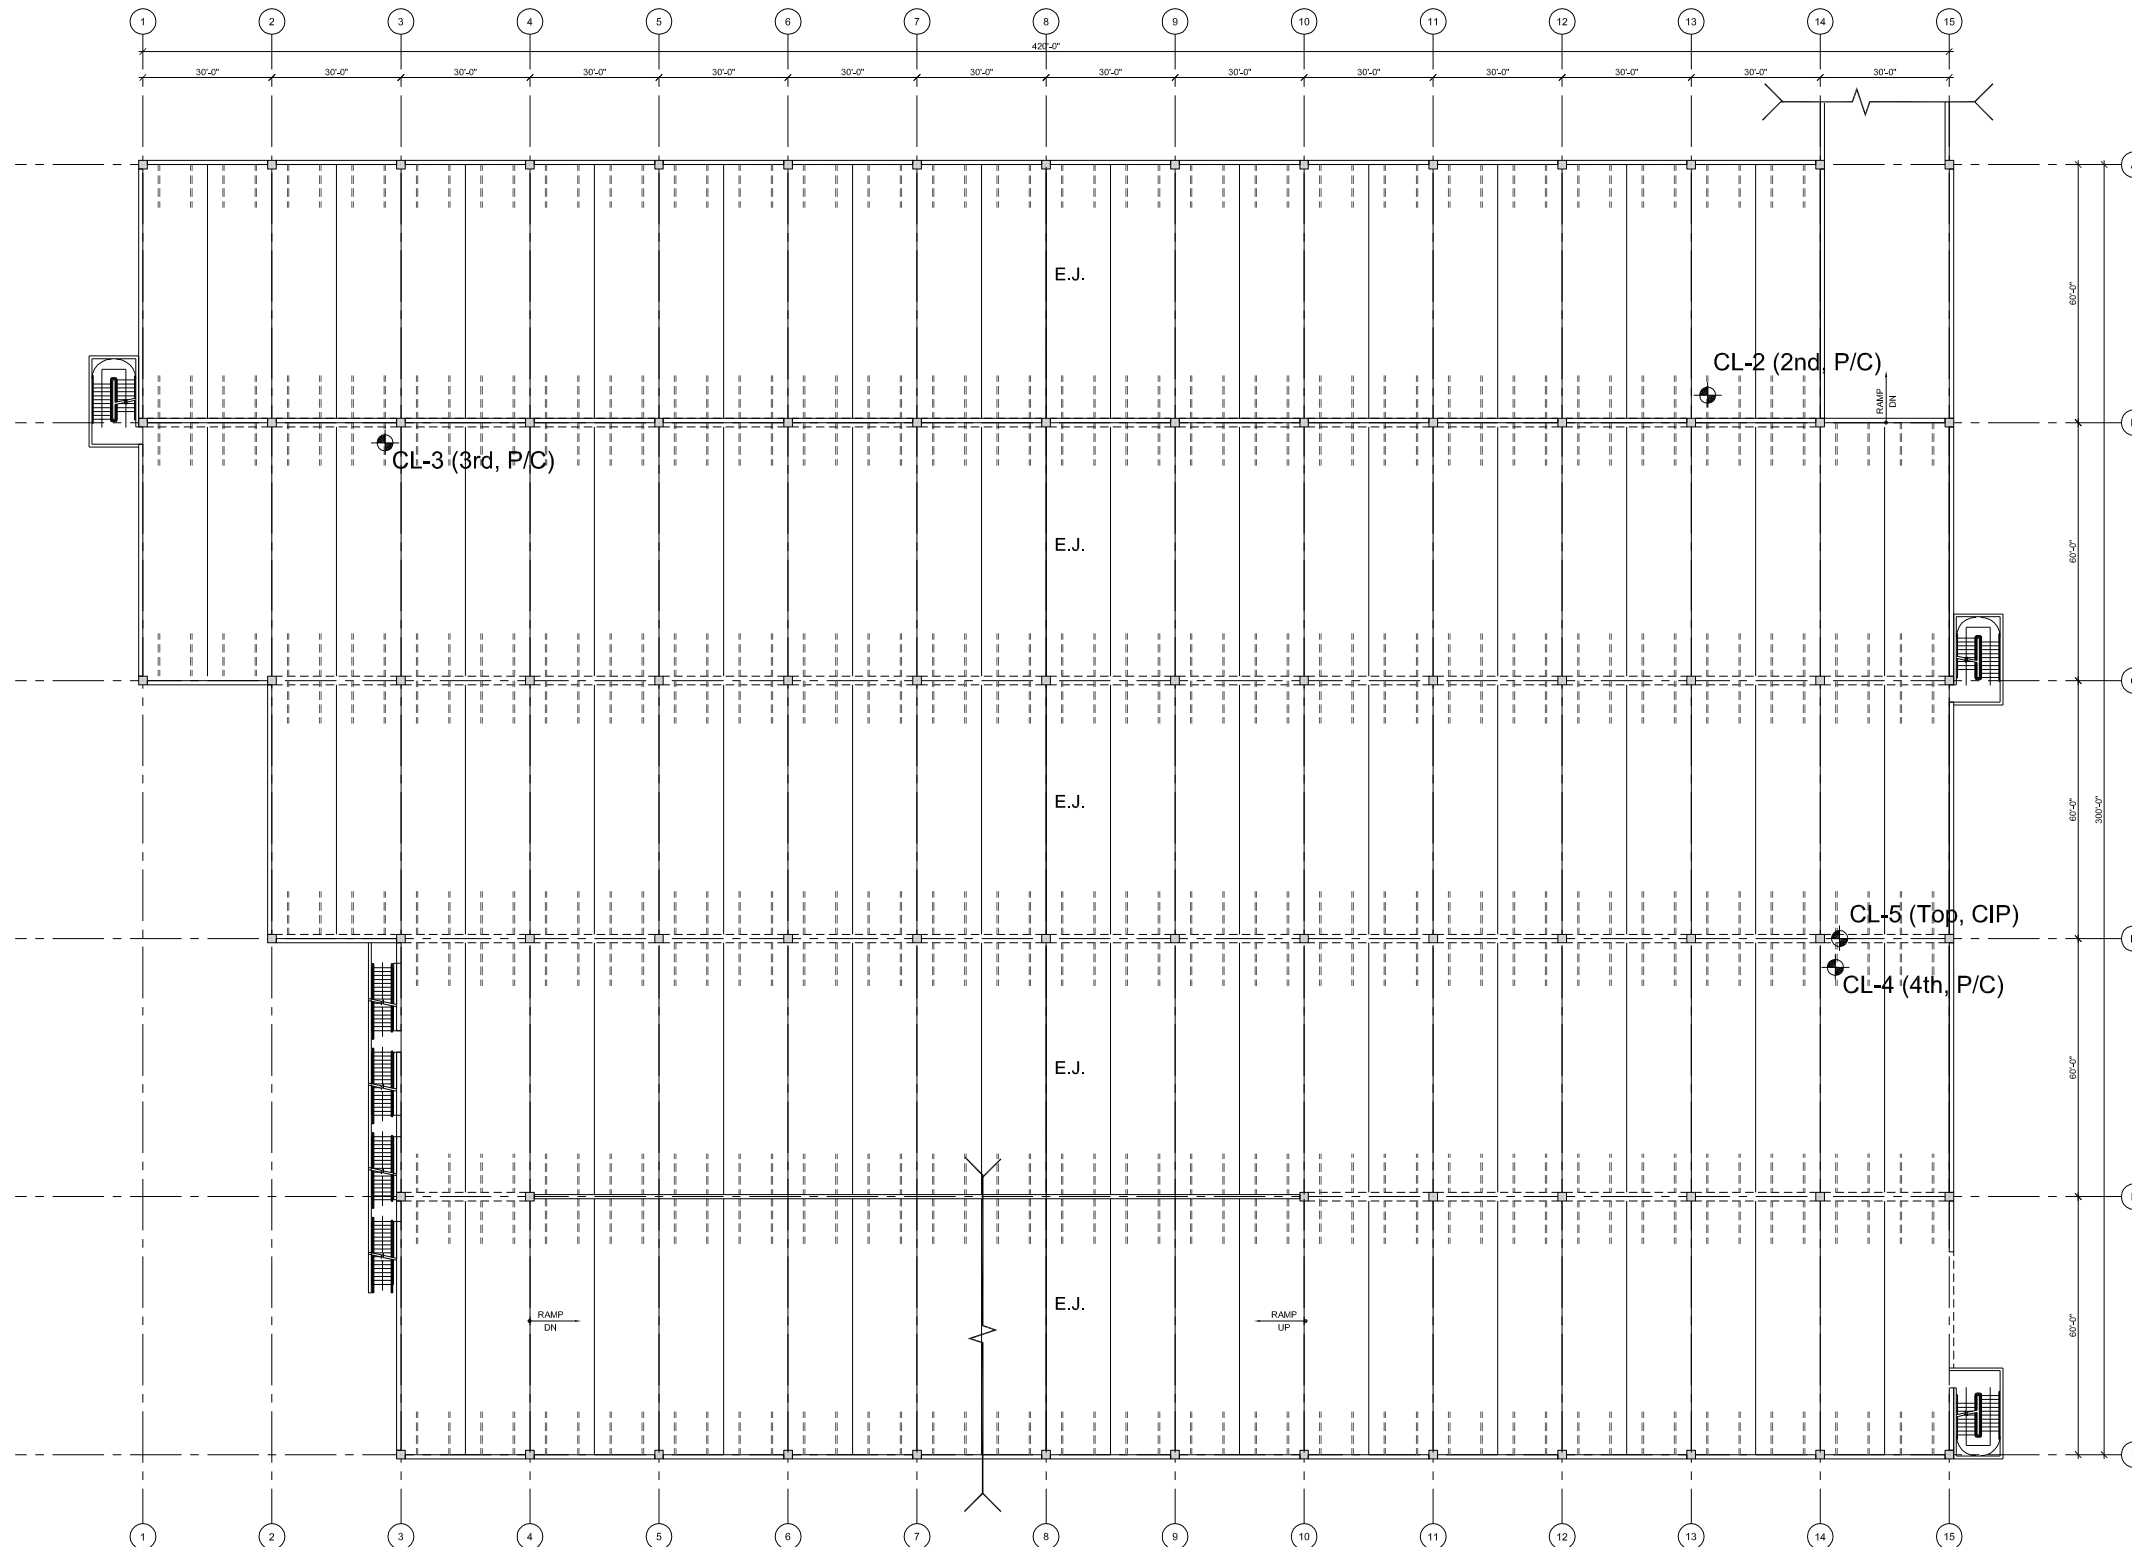 1 2 3 4 5 6 7 8 9 10 11 12 13 14 15
420'-0"
30'-0" 30'-0" 30'-0" 30'-0" 30'-0" 30'-0" 30'-0" 30'-0" 30'-0" 30'-0" 30'-0" 30'-0" 30'-0" 30'-0"
E.J.
60'-0"
CL-2 (2nd, P/C)
RAMP
DN
CL-3 (3rd, P/C)
E.J.
60'-0"
E.J.
60'-0"
300'-0"
CL-5 (Top, CIP)
CL-4 (4th, P/C)
E.J.
60'-0"
E.J.
RAMP
DN
RAMP
UP
60'-0"
1 2 3 4 5 6 7 8 9 10 11 12 13 14 15